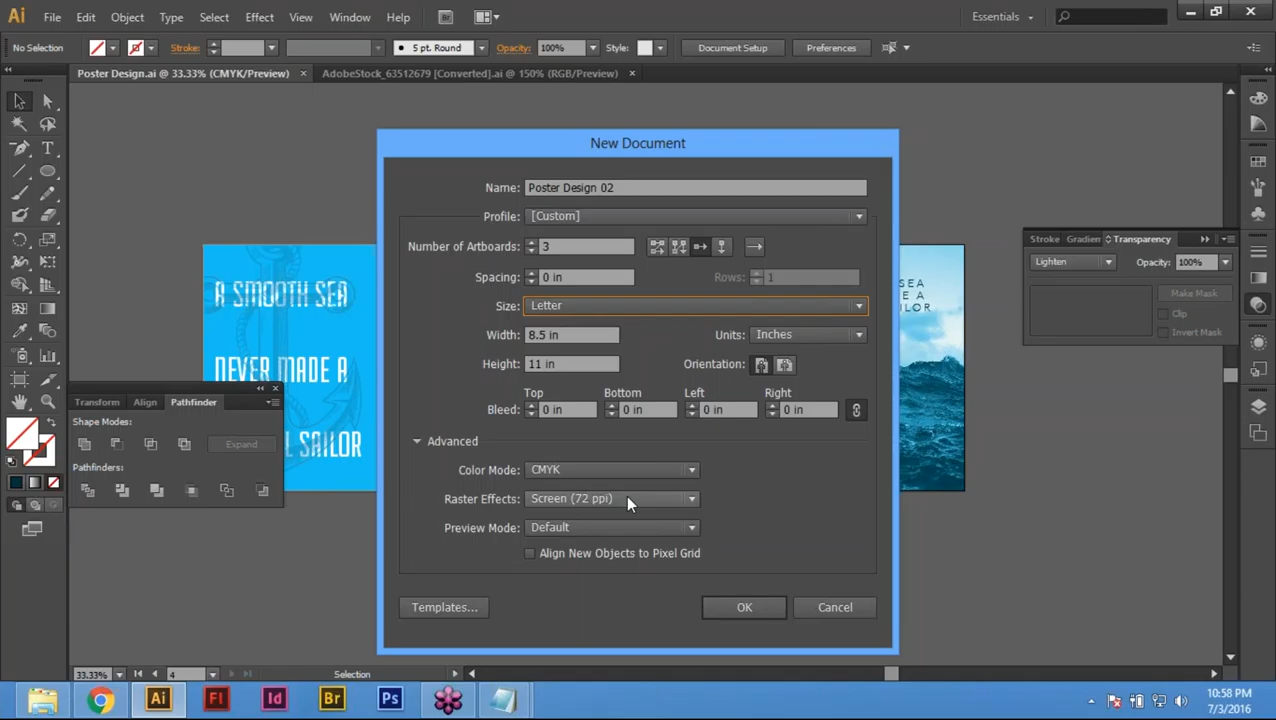 Ai File Edit Object Type Select Effect View Window Help Br Essentials
No Selection Stroke: 5 pt. Round Opacity: 100% Style: Document Setup Preferences
Poster Design.ai @ 33.33% (CMYK/Preview) × AdobeStock_63512679 [Converted].ai @ 150% (RGB/Preview) ×
New Document
Name: Poster Design 02
Profile: [Custom]
Number of Artboards: 3
Spacing: 0 in Rows: 1
Size: Letter
Width: 8.5 in Units: Inches
Height: 11 in Orientation:
Top Bottom Left Right
Bleed: 0 in 0 in 0 in 0 in
Advanced
Color Mode: CMYK
Raster Effects: Screen (72 ppi)
Preview Mode: Default
Align New Objects to Pixel Grid
Templates... OK Cancel
A SMOOTH SEA
NEVER MADE A
L SAILOR
SEA
E A
LOR
Transform Align Pathfinder
Shape Modes:
Expand
Pathfinders:
Stroke Gradien Transparency
Lighten Opacity: 100%
Make Mask
Clip
Invert Mask
33.33% 4 Selection
Ai Fl Id Br Ps
10:58 PM
7/3/2016